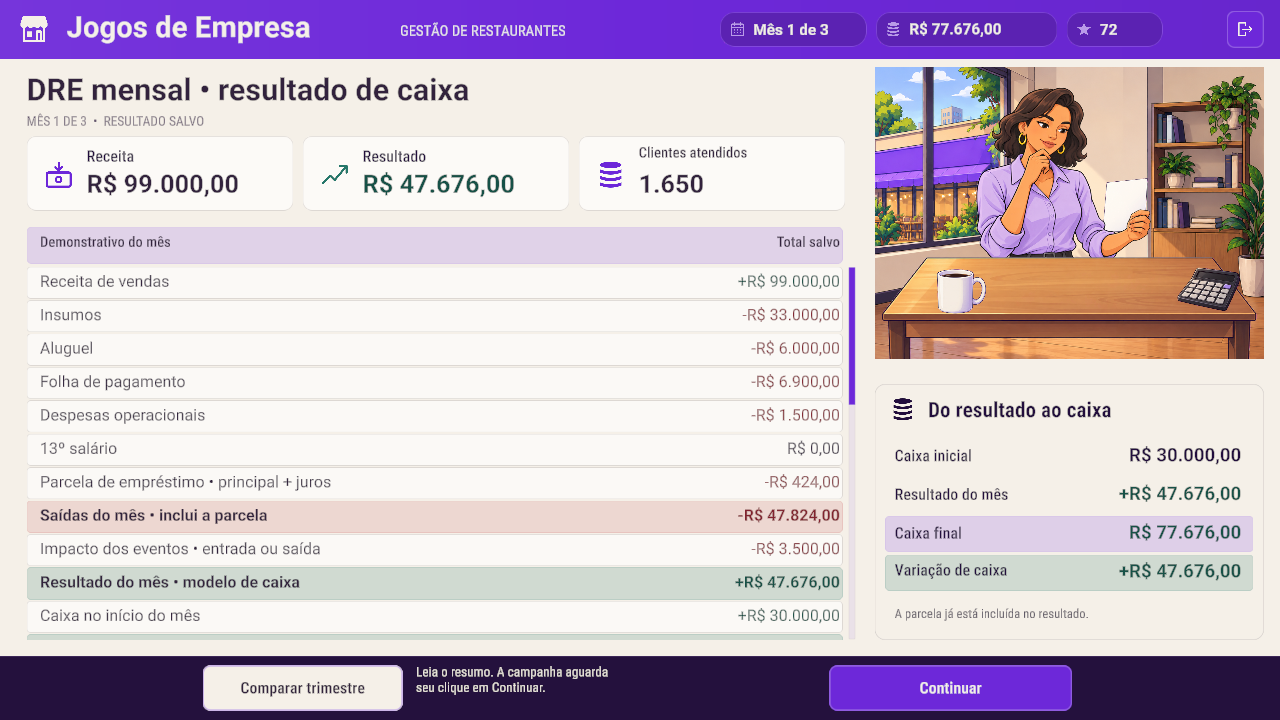 Jogos de Empresa
GESTÃO DE RESTAURANTES
Mês 1 de 3
R$ 77.676,00
72
DRE mensal • resultado de caixa
MÊS 1 DE 3 • RESULTADO SALVO
Receita
R$ 99.000,00
Resultado
R$ 47.676,00
Clientes atendidos
1.650
Demonstrativo do mês Total salvo
Receita de vendas +R$ 99.000,00
Insumos -R$ 33.000,00
Aluguel -R$ 6.000,00
Folha de pagamento -R$ 6.900,00
Despesas operacionais -R$ 1.500,00
13º salário R$ 0,00
Parcela de empréstimo • principal + juros -R$ 424,00
Saídas do mês • inclui a parcela -R$ 47.824,00
Impacto dos eventos • entrada ou saída -R$ 3.500,00
Resultado do mês • modelo de caixa +R$ 47.676,00
Caixa no início do mês +R$ 30.000,00
Do resultado ao caixa
Caixa inicial R$ 30.000,00
Resultado do mês +R$ 47.676,00
Caixa final R$ 77.676,00
Variação de caixa +R$ 47.676,00
A parcela já está incluída no resultado.
Comparar trimestre
Leia o resumo. A campanha aguarda
seu clique em Continuar.
Continuar